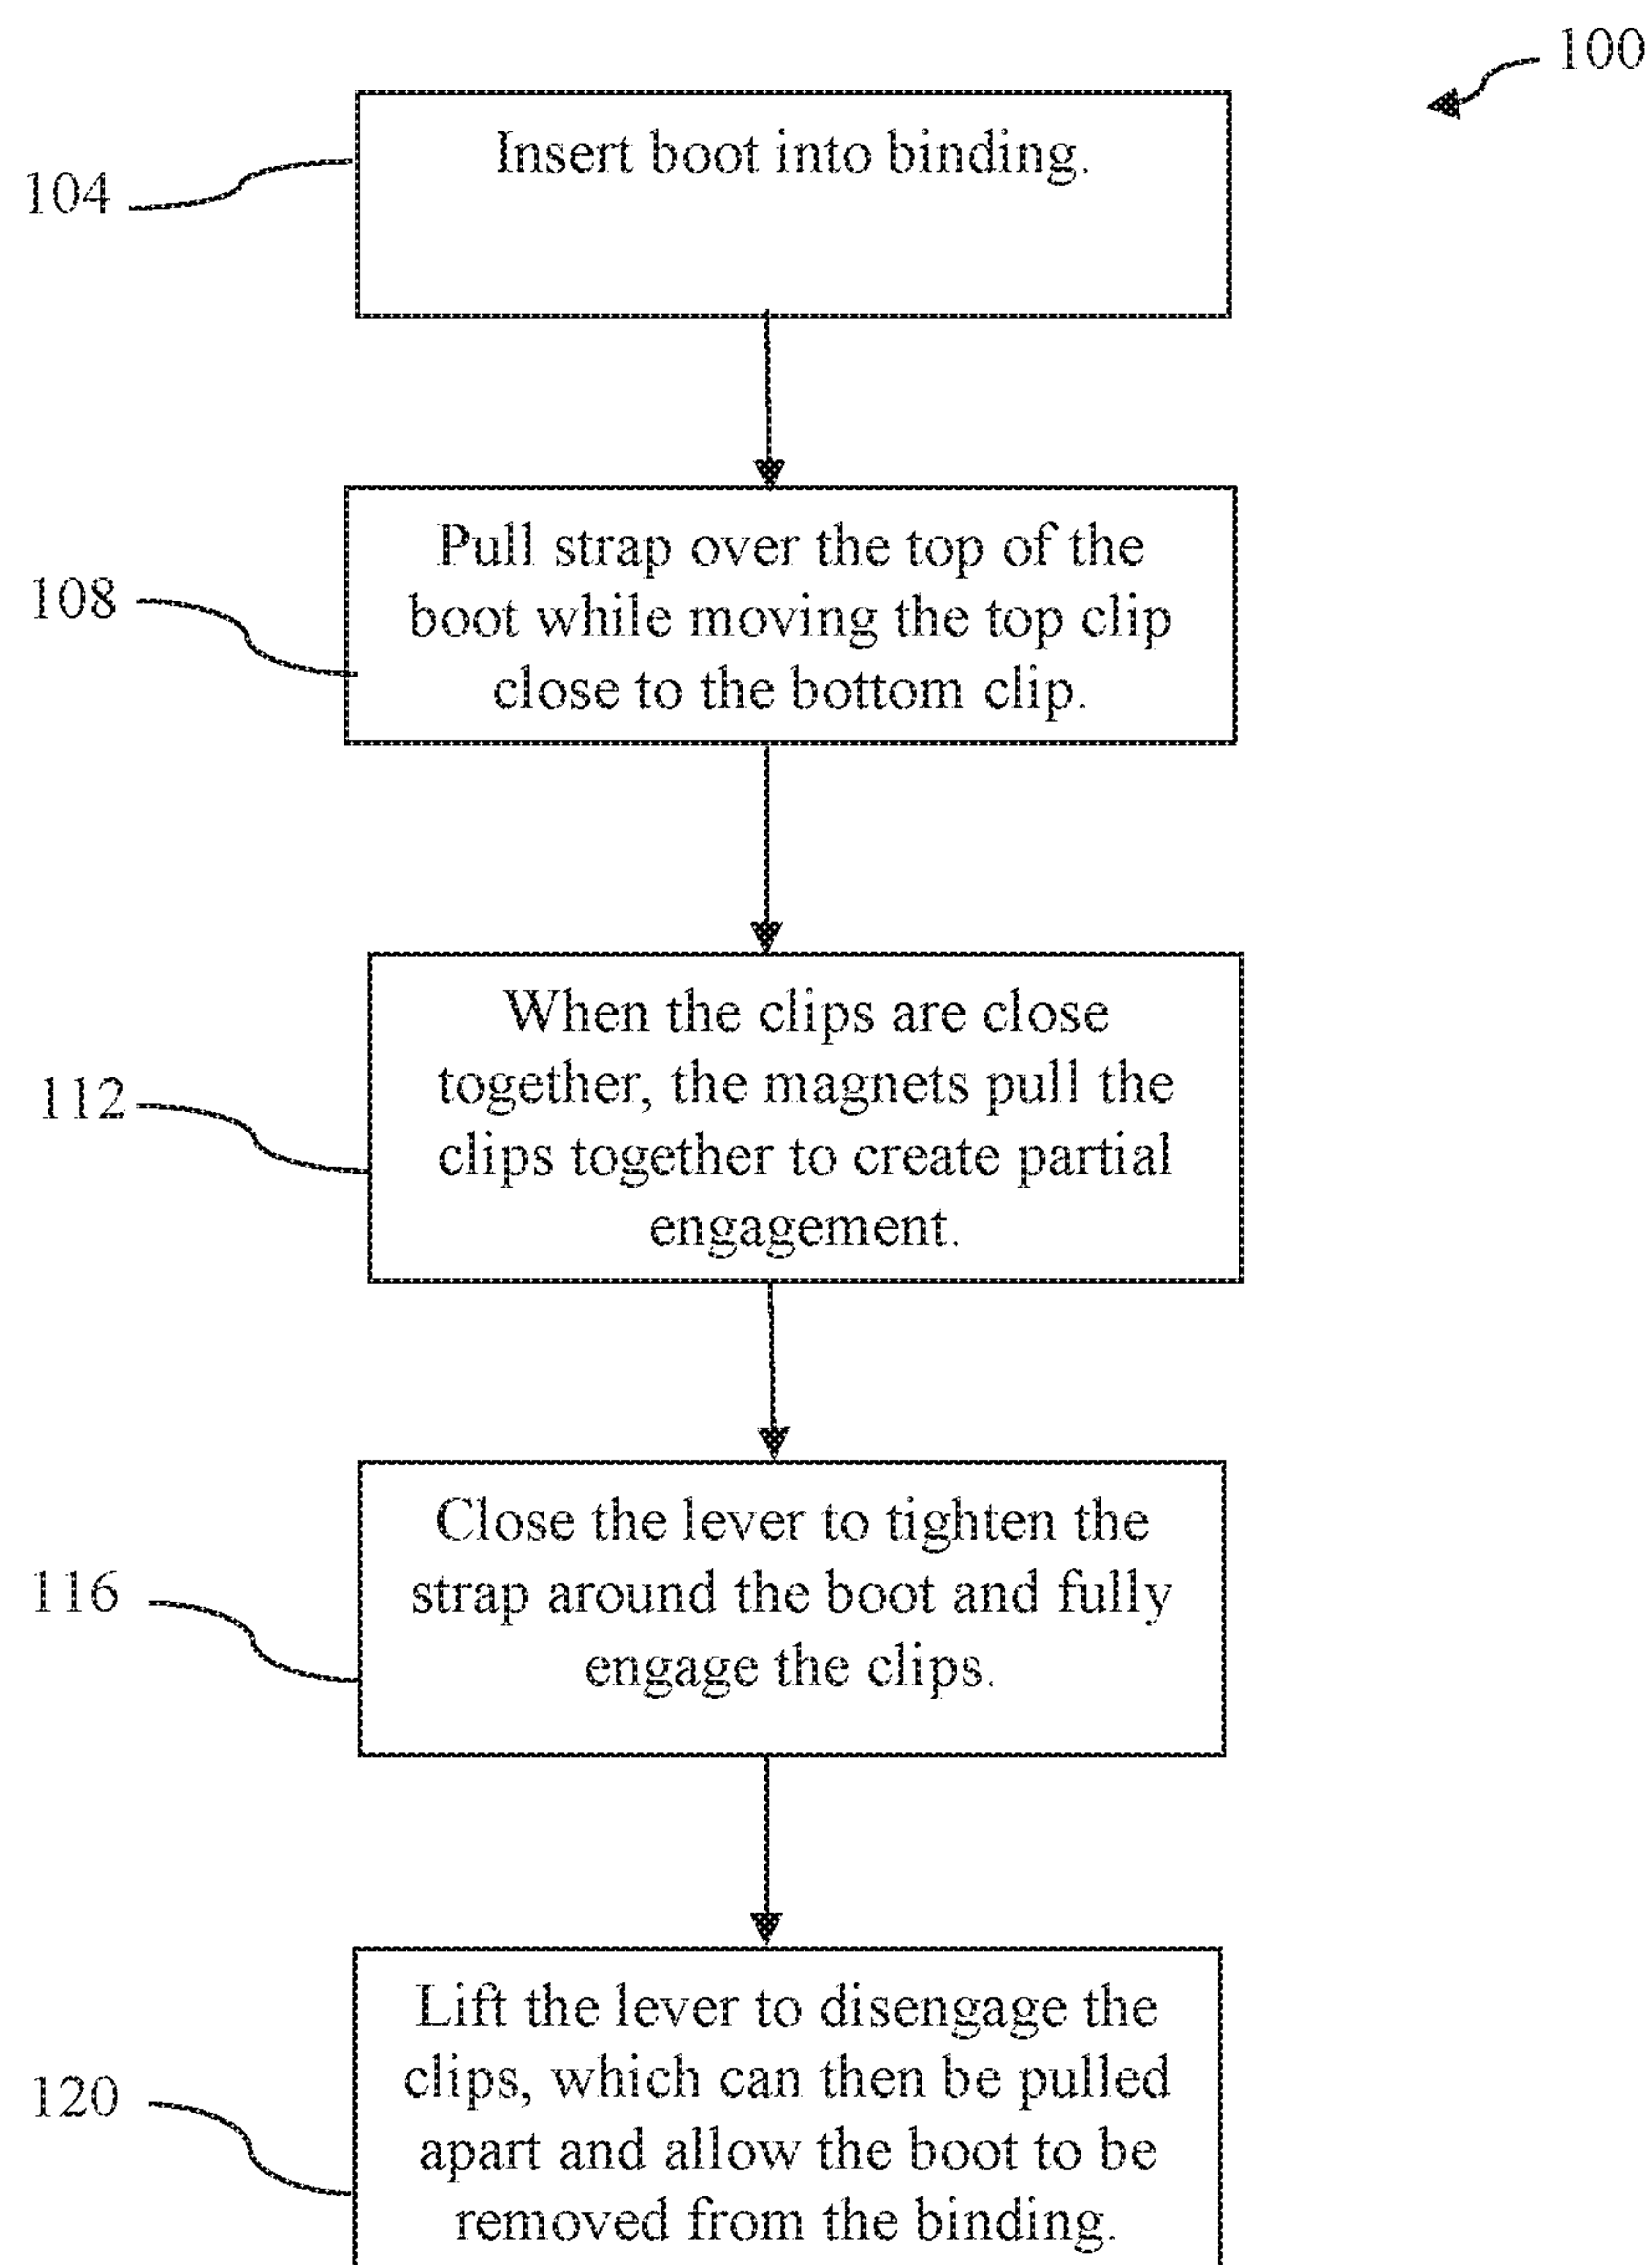 100
104
Insert boot into binding.
108
Pull strap over the top of the
boot while moving the top clip
close to the bottom clip.
112
When the clips are close
together, the magnets pull the
clips together to create partial
engagement.
116
Close the lever to tighten the
strap around the boot and fully
engage the clips.
120
Lift the lever to disengage the
clips, which can then be pulled
apart and allow the boot to be
removed from the binding.